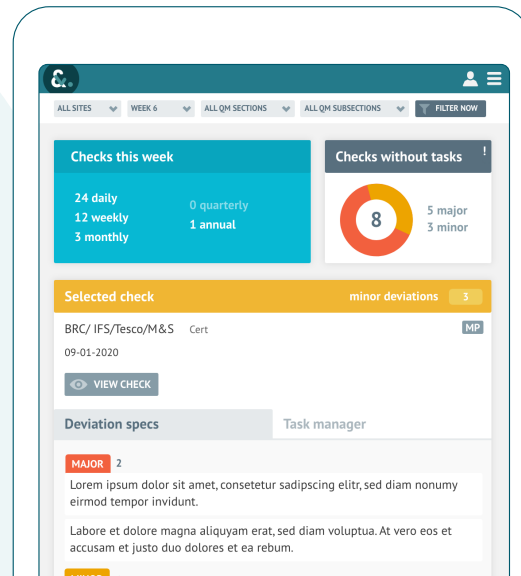 &.
ALL SITES WEEK 6 ALL QM SECTIONS ALL QM SUBSECTIONS FILTER NOW
Checks this week
24 daily
12 weekly
3 monthly
0 quarterly
1 annual
Checks without tasks !
8
5 major
3 minor
Selected check minor deviations 3
BRC/ IFS/Tesco/M&S Cert MP
09-01-2020
VIEW CHECK
Deviation specs Task manager
MAJOR 2
Lorem ipsum dolor sit amet, consetetur sadipscing elitr, sed diam nonumy
eirmod tempor invidunt.
Labore et dolore magna aliquyam erat, sed diam voluptua. At vero eos et
accusam et justo duo dolores et ea rebum.